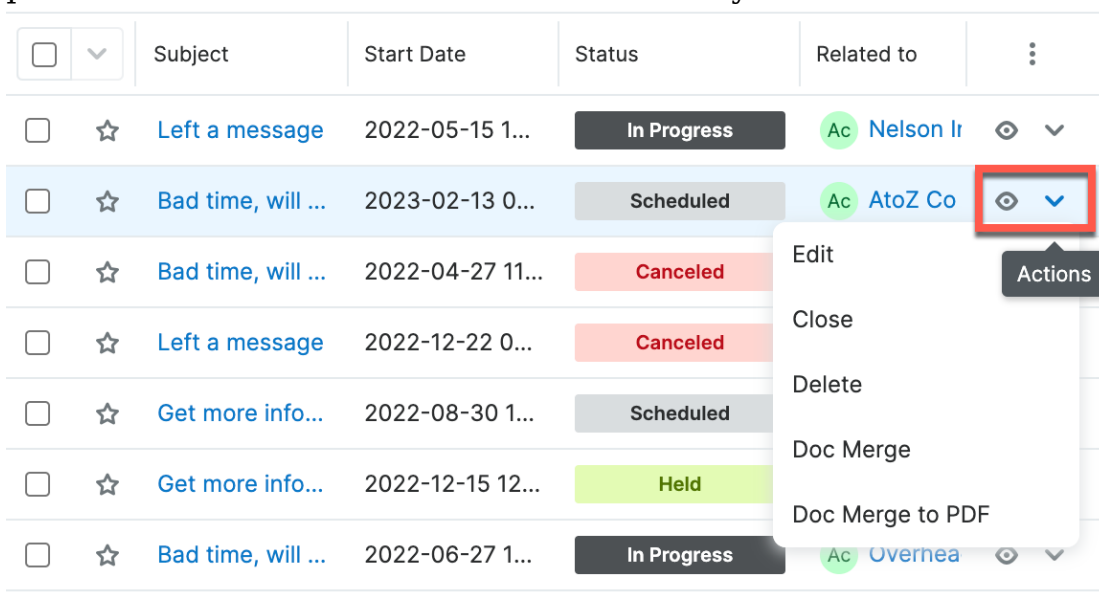 Subject Start Date Status Related to
Left a message 2022-05-15 1... In Progress Ac Nelson Ir
Bad time, will ... 2023-02-13 0... Scheduled Ac AtoZ Co
Edit
Actions
Bad time, will ... 2022-04-27 11... Canceled
Close
Left a message 2022-12-22 0... Canceled
Delete
Get more info... 2022-08-30 1... Scheduled
Doc Merge
Get more info... 2022-12-15 12... Held
Doc Merge to PDF
Bad time, will ... 2022-06-27 1... In Progress Ac Overhea